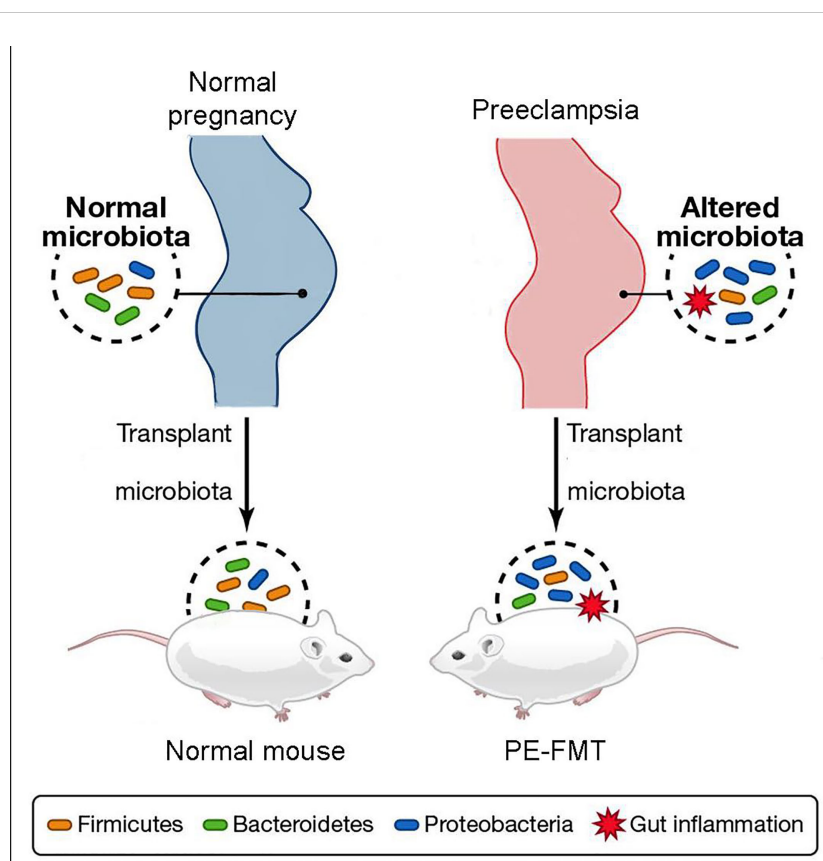 Normal
pregnancy
Preeclampsia
Normal
microbiota
Altered
microbiota
Transplant
microbiota
Transplant
microbiota
Normal mouse
PE-FMT
Firmicutes
Bacteroidetes
Proteobacteria
Gut inflammation